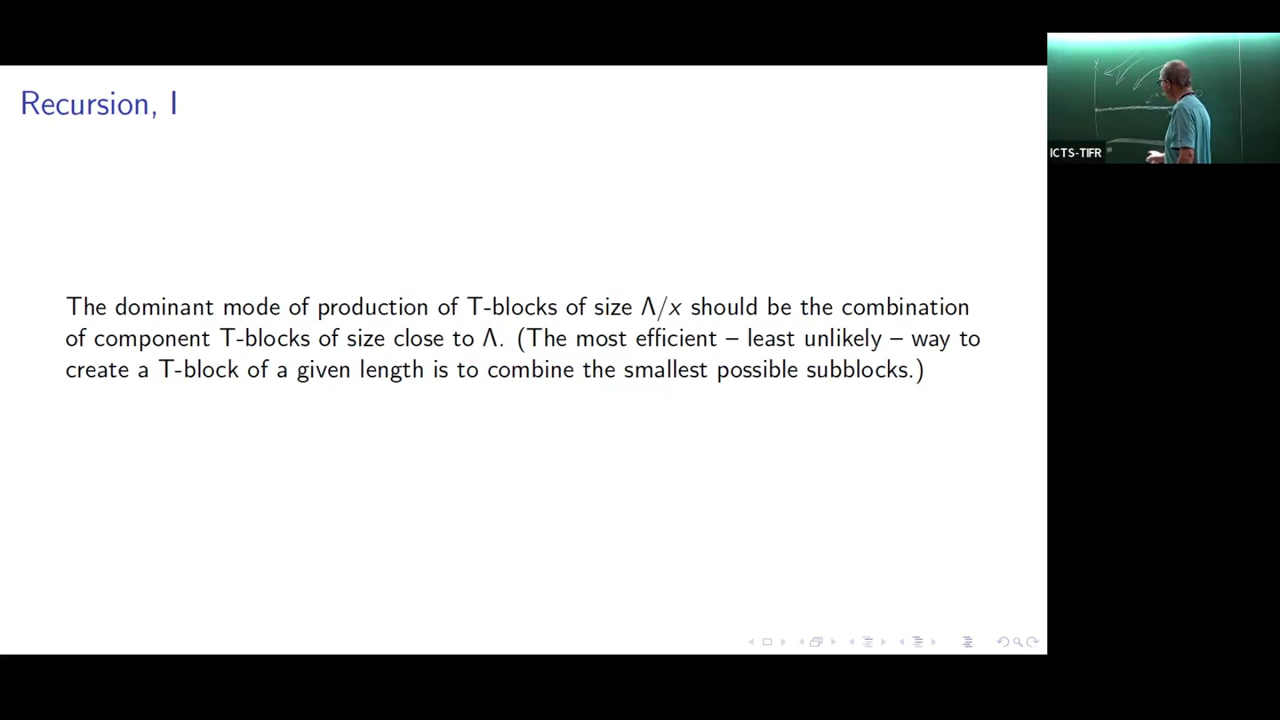 Recursion, I
The dominant mode of production of T-blocks of size Λ/x should be the combination
of component T-blocks of size close to Λ. (The most efficient – least unlikely – way to
create a T-block of a given length is to combine the smallest possible subblocks.)
ICTS-TIFR